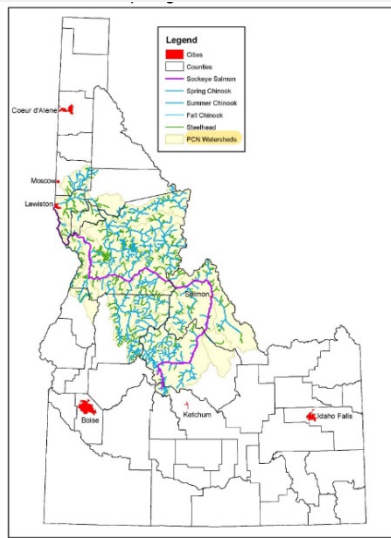 Legend
Cities
Counties
Sockeye Salmon
Spring Chinook
Summer Chinook
Fall Chinook
Steelhead
PCN Watersheds
Coeur d'Alene
Moscow
Lewiston
Salmon
Boise
Ketchum
Idaho Falls